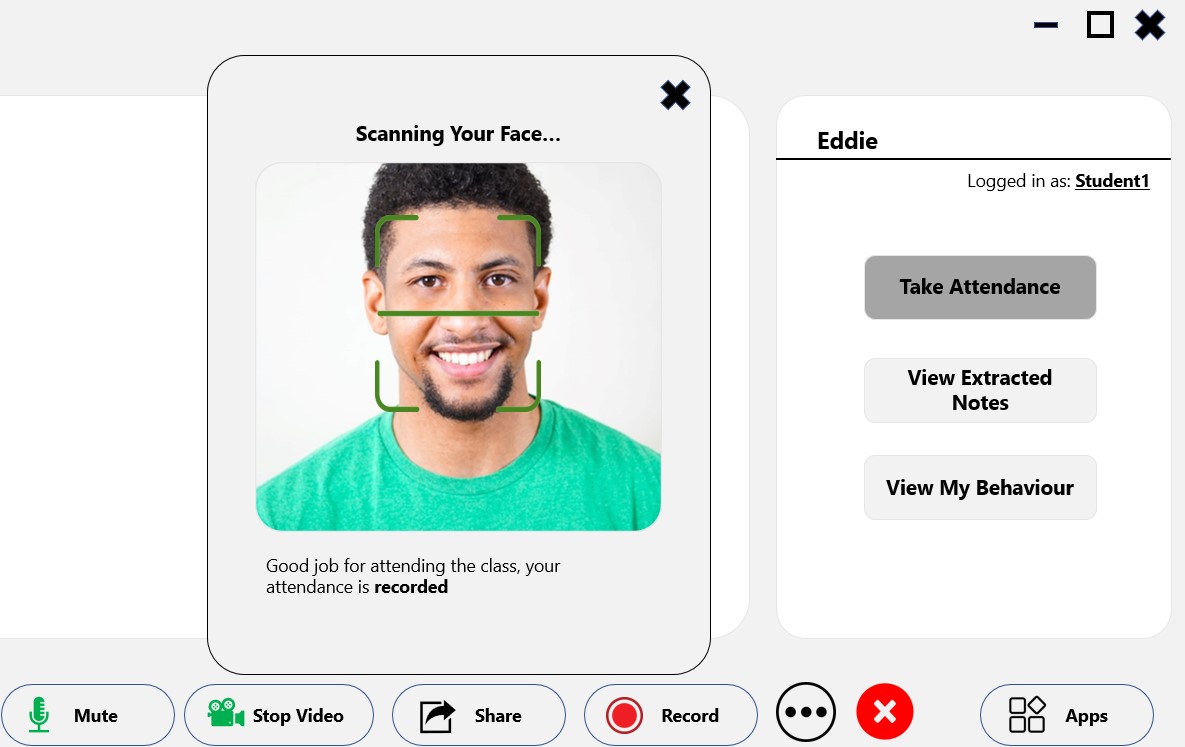 Scanning Your Face...
Good job for attending the class, your
attendance is recorded
Eddie
Logged in as: Student1
Take Attendance
View Extracted
Notes
View My Behaviour
Mute
Stop Video
Share
Record
Apps